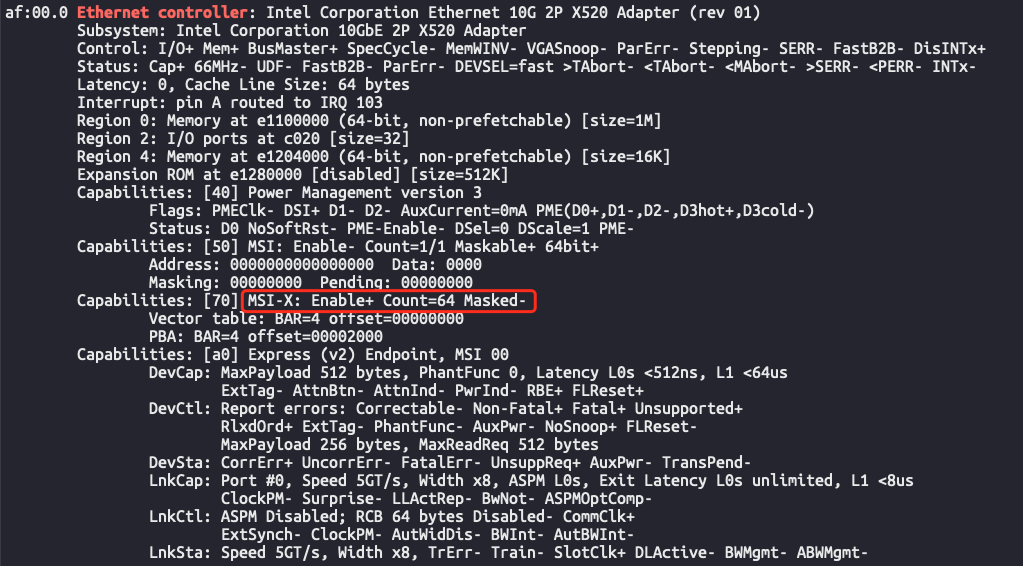 af:00.0 Ethernet controller: Intel Corporation Ethernet 10G 2P X520 Adapter (rev 01)
Subsystem: Intel Corporation 10GbE 2P X520 Adapter
Control: I/O+ Mem+ BusMaster+ SpecCycle- MemWINV- VGASnoop- ParErr- Stepping- SERR- FastB2B- DisINTx+
Status: Cap+ 66MHz- UDF- FastB2B- ParErr- DEVSEL=fast >TAbort- <TAbort- <MAbort- >SERR- <PERR- INTx-
Latency: 0, Cache Line Size: 64 bytes
Interrupt: pin A routed to IRQ 103
Region 0: Memory at e1100000 (64-bit, non-prefetchable) [size=1M]
Region 2: I/O ports at c020 [size=32]
Region 4: Memory at e1204000 (64-bit, non-prefetchable) [size=16K]
Expansion ROM at e1280000 [disabled] [size=512K]
Capabilities: [40] Power Management version 3
Flags: PMEClk- DSI+ D1- D2- AuxCurrent=0mA PME(D0+,D1-,D2-,D3hot+,D3cold-)
Status: D0 NoSoftRst- PME-Enable- DSel=0 DScale=1 PME-
Capabilities: [50] MSI: Enable- Count=1/1 Maskable+ 64bit+
Address: 0000000000000000  Data: 0000
Masking: 00000000  Pending: 00000000
Capabilities: [70] MSI-X: Enable+ Count=64 Masked-
Vector table: BAR=4 offset=00000000
PBA: BAR=4 offset=00002000
Capabilities: [a0] Express (v2) Endpoint, MSI 00
DevCap: MaxPayload 512 bytes, PhantFunc 0, Latency L0s <512ns, L1 <64us
ExtTag- AttnBtn- AttnInd- PwrInd- RBE+ FLReset+
DevCtl: Report errors: Correctable- Non-Fatal+ Fatal+ Unsupported+
RlxdOrd+ ExtTag- PhantFunc- AuxPwr- NoSnoop+ FLReset-
MaxPayload 256 bytes, MaxReadReq 512 bytes
DevSta: CorrErr+ UncorrErr- FatalErr- UnsuppReq+ AuxPwr- TransPend-
LnkCap: Port #0, Speed 5GT/s, Width x8, ASPM L0s, Exit Latency L0s unlimited, L1 <8us
ClockPM- Surprise- LLActRep- BwNot- ASPMOptComp-
LnkCtl: ASPM Disabled; RCB 64 bytes Disabled- CommClk+
ExtSynch- ClockPM- AutWidDis- BWInt- AutBWInt-
LnkSta: Speed 5GT/s, Width x8, TrErr- Train- SlotClk+ DLActive- BWMgmt- ABWMgmt-